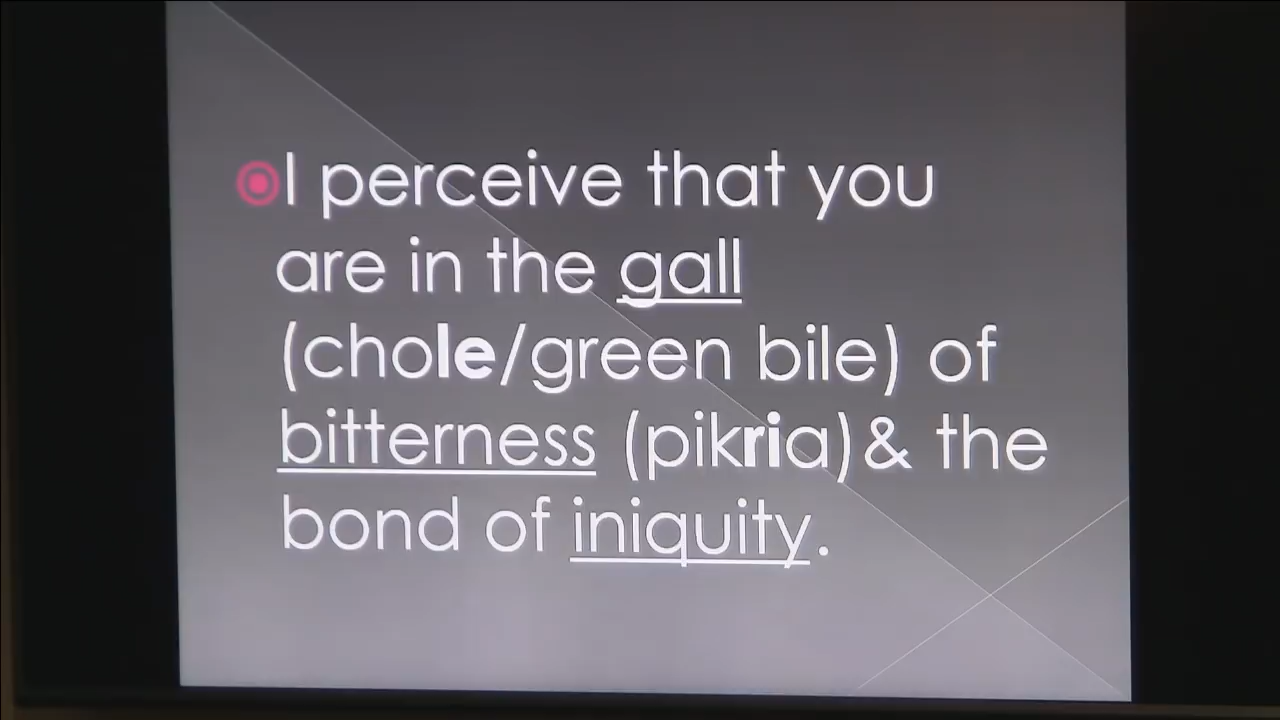 I perceive that you
are in the gall
(chole/green bile) of
bitterness (pikria)& the
bond of iniquity.